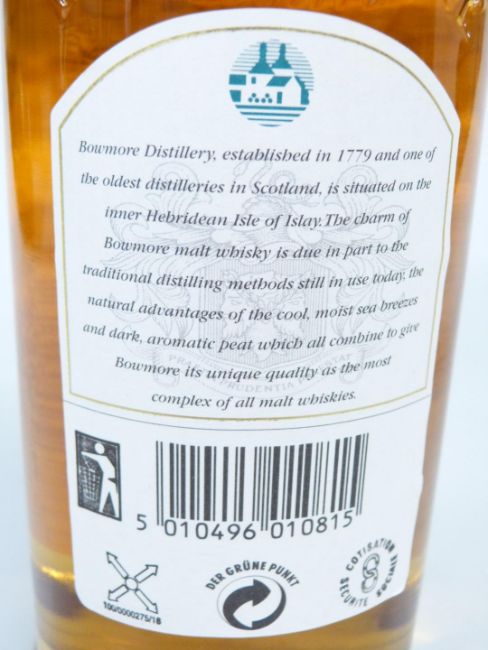 Bowmore Distillery, established in 1779 and one of
the oldest distilleries in Scotland, is situated on the
inner Hebridean Isle of Islay. The charm of
Bowmore malt whisky is due in part to the
traditional distilling methods still in use today, the
natural advantages of the cool, moist sea breezes
and dark, aromatic peat which all combine to give
Bowmore its unique quality as the most
complex of all malt whiskies.
5 010496 010815
100/0000275/18
DER GRÜNE PUNKT
COTISATION
SECURITE SOCIALE